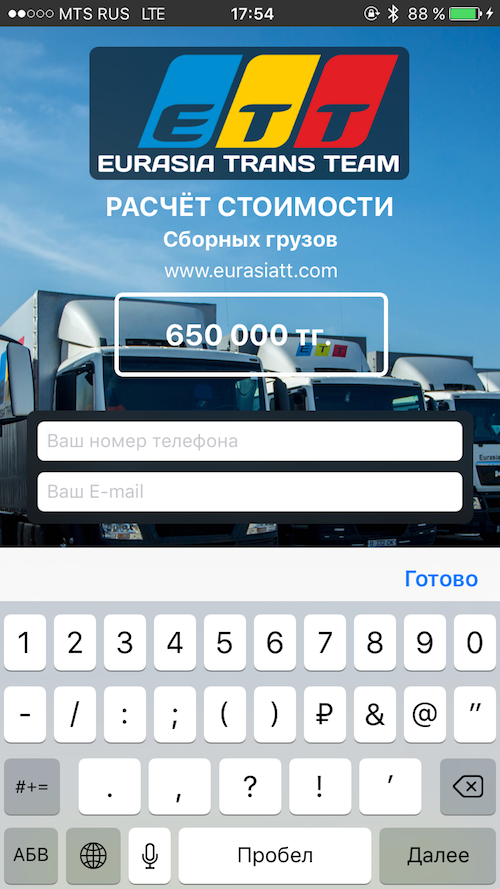 MTS RUS LTE 17:54 88 %
ETT
EURASIA TRANS TEAM
РАСЧЁТ СТОИМОСТИ
Сборных грузов
www.eurasiatt.com
650 000 тг.
ETT
Eurasia
Ваш номер телефона
Ваш E-mail
Готово
1 2 3 4 5 6 7 8 9 0
- / : ; ( ) ₽ & @ ”
#+= . , ? ! ’
АБВ Пробел Далее